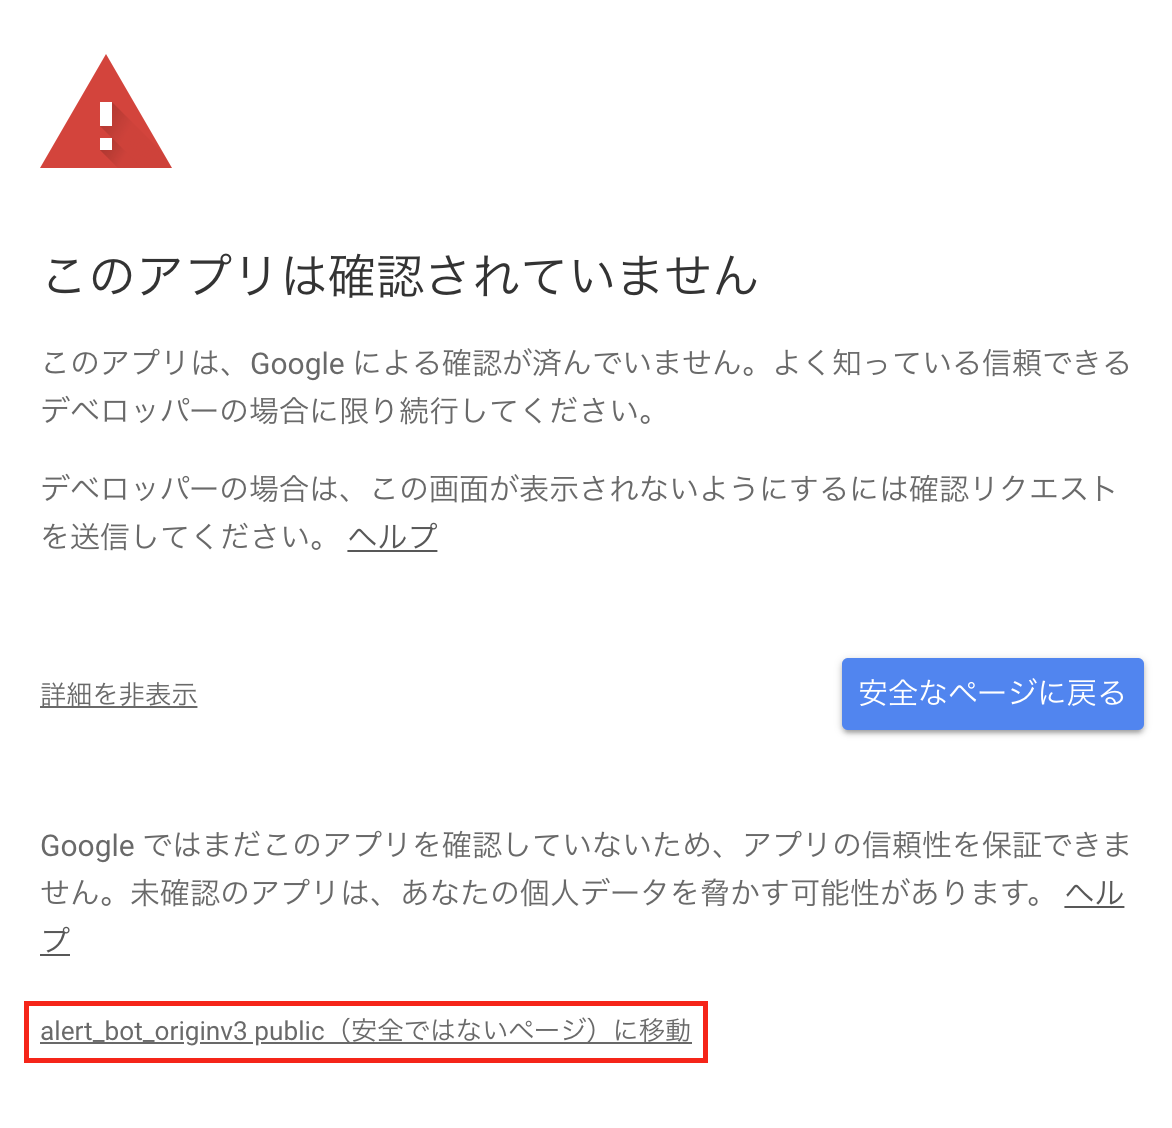 このアプリは確認されていません
このアプリは、Google による確認が済んでいません。よく知っている信頼できる
デベロッパーの場合に限り続行してください。
デベロッパーの場合は、この画面が表示されないようにするには確認リクエスト
を送信してください。 ヘルプ
詳細を非表示
安全なページに戻る
Google ではまだこのアプリを確認していないため、アプリの信頼性を保証できま
せん。未確認のアプリは、あなたの個人データを脅かす可能性があります。 ヘル
プ
alert_bot_originv3 public（安全ではないページ）に移動